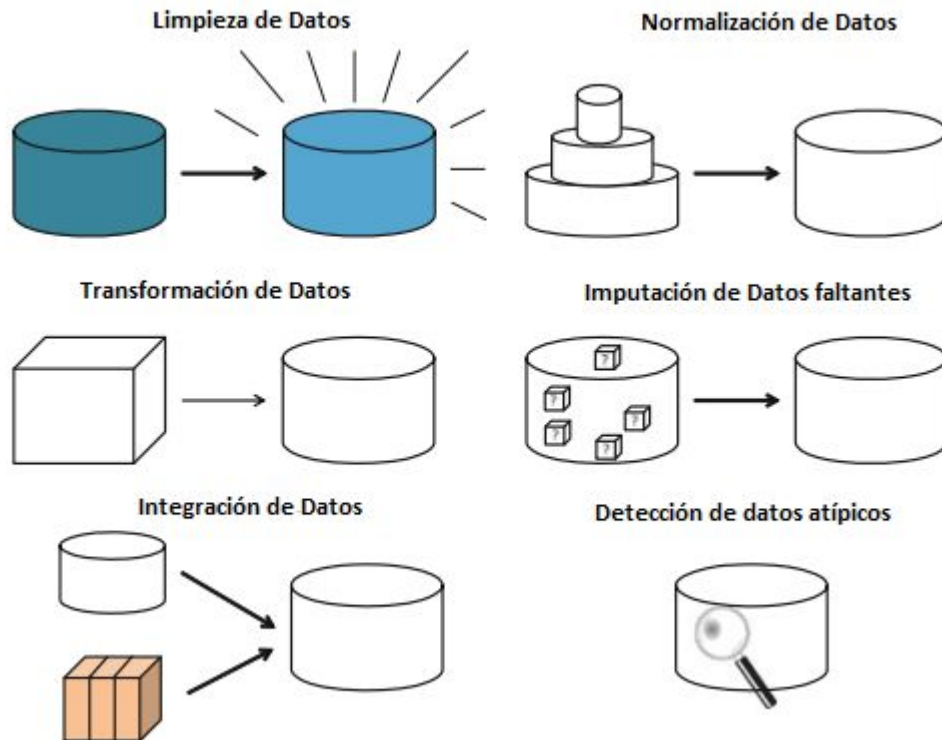 Limpieza de Datos
Normalización de Datos
Transformación de Datos
Imputación de Datos faltantes
?
?
?
?
?
Integración de Datos
Detección de datos atípicos